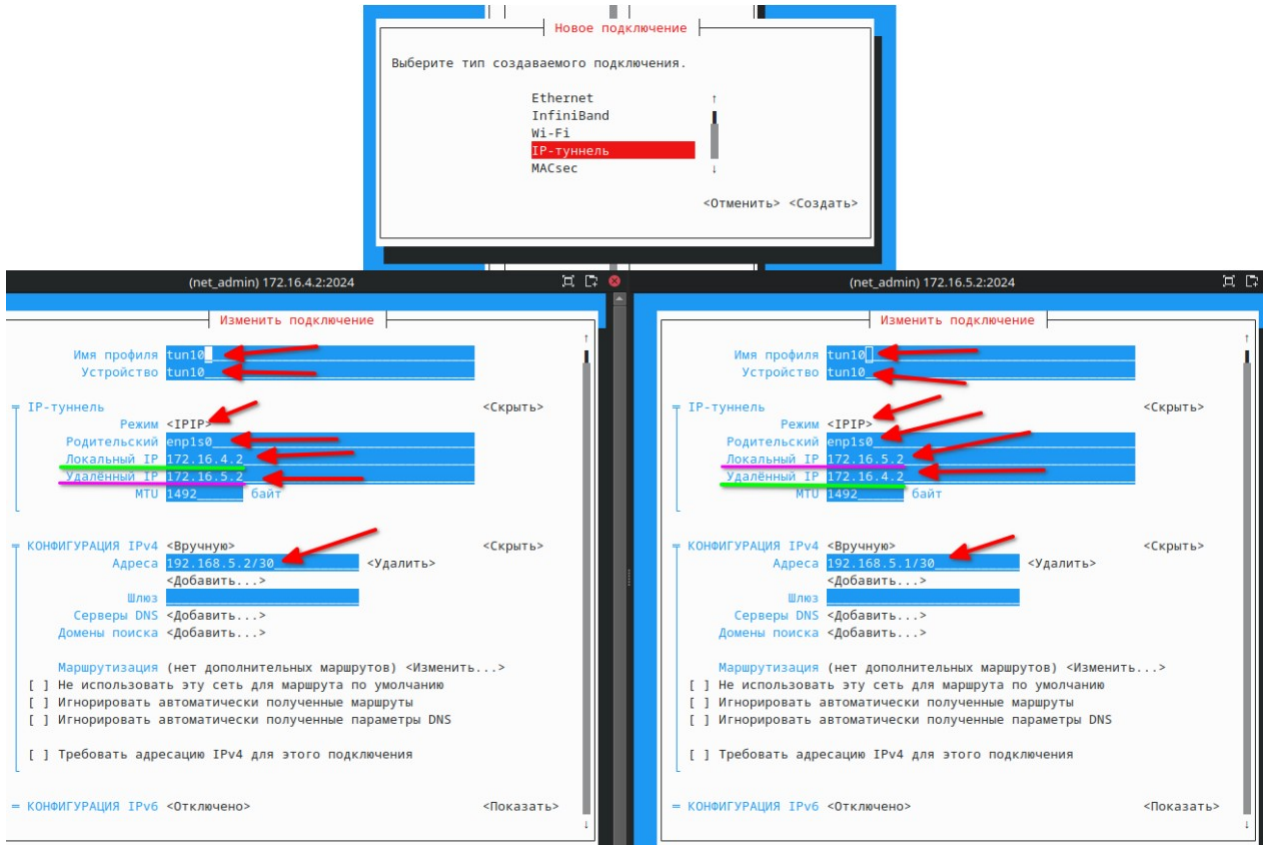 Новое подключение
Выберите тип создаваемого подключения.
Ethernet
InfiniBand
Wi-Fi
IP-туннель
MACsec
<Отменить> <Создать>
(net_admin) 172.16.4.2:2024
Изменить подключение
Имя профиля tun10
Устройство tun10
IP-туннель <Скрыть>
Режим <IPIP>
Родительский enp1s0
Локальный IP 172.16.4.2
Удалённый IP 172.16.5.2
MTU 1492 байт
КОНФИГУРАЦИЯ IPv4 <Вручную> <Скрыть>
Адреса 192.168.5.2/30 <Удалить>
<Добавить...>
Шлюз
Серверы DNS <Добавить...>
Домены поиска <Добавить...>
Маршрутизация (нет дополнительных маршрутов) <Изменить...>
[ ] Не использовать эту сеть для маршрута по умолчанию
[ ] Игнорировать автоматически полученные маршруты
[ ] Игнорировать автоматически полученные параметры DNS
[ ] Требовать адресацию IPv4 для этого подключения
КОНФИГУРАЦИЯ IPv6 <Отключено> <Показать>
(net_admin) 172.16.5.2:2024
Изменить подключение
Имя профиля tun10
Устройство tun10
IP-туннель <Скрыть>
Режим <IPIP>
Родительский enp1s0
Локальный IP 172.16.5.2
Удалённый IP 172.16.4.2
MTU 1492 байт
КОНФИГУРАЦИЯ IPv4 <Вручную> <Скрыть>
Адреса 192.168.5.1/30 <Удалить>
<Добавить...>
Шлюз
Серверы DNS <Добавить...>
Домены поиска <Добавить...>
Маршрутизация (нет дополнительных маршрутов) <Изменить...>
[ ] Не использовать эту сеть для маршрута по умолчанию
[ ] Игнорировать автоматически полученные маршруты
[ ] Игнорировать автоматически полученные параметры DNS
[ ] Требовать адресацию IPv4 для этого подключения
КОНФИГУРАЦИЯ IPv6 <Отключено> <Показать>